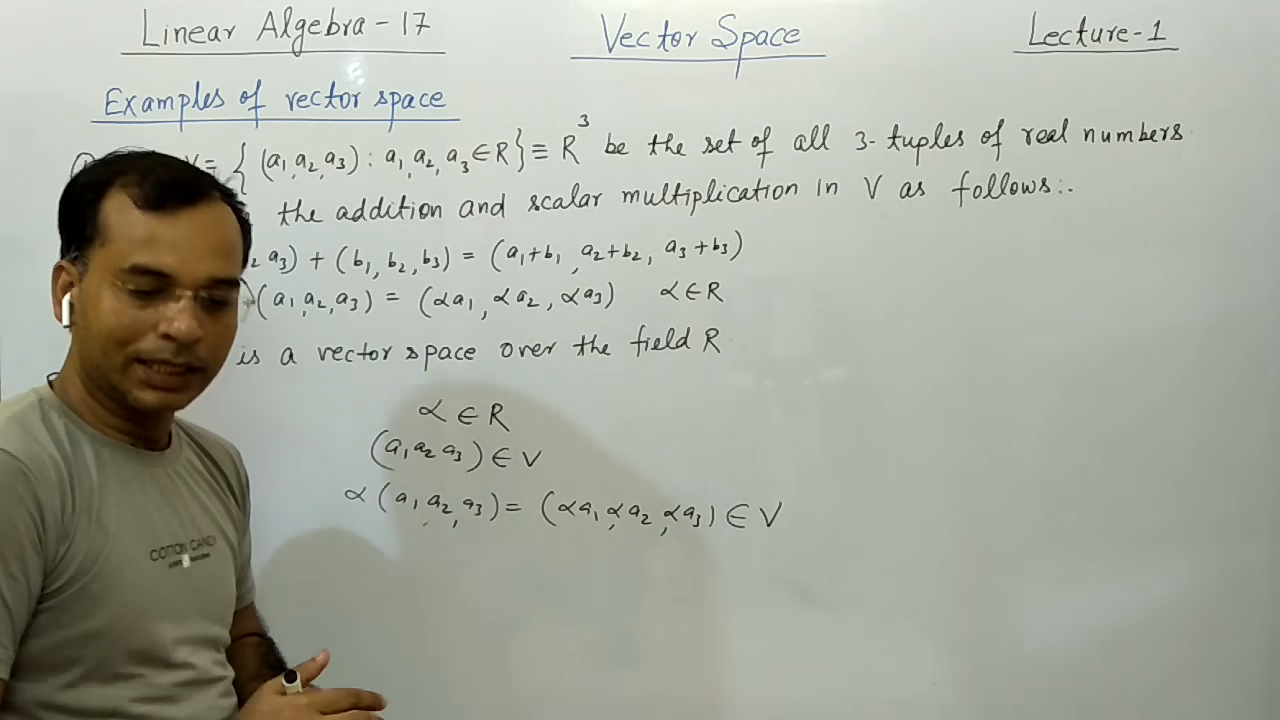 Linear Algebra - 17
Vector Space
Lecture-1
Examples of vector space
V = { (a₁, a₂, a₃) : a₁, a₂, a₃ ∈ R } ≡ R³ be the set of all 3-tuples of real numbers
the addition and scalar multiplication in V as follows:-
a₃) + (b₁, b₂, b₃) = (a₁+b₁, a₂+b₂, a₃+b₃)
(a₁, a₂, a₃) = (αa₁, αa₂, αa₃) α∈R
is a vector space over the field R
α ∈ R
(a₁ a₂ a₃) ∈ V
α (a₁, a₂, a₃) = (αa₁, αa₂, αa₃) ∈ V
COTTON CANDY